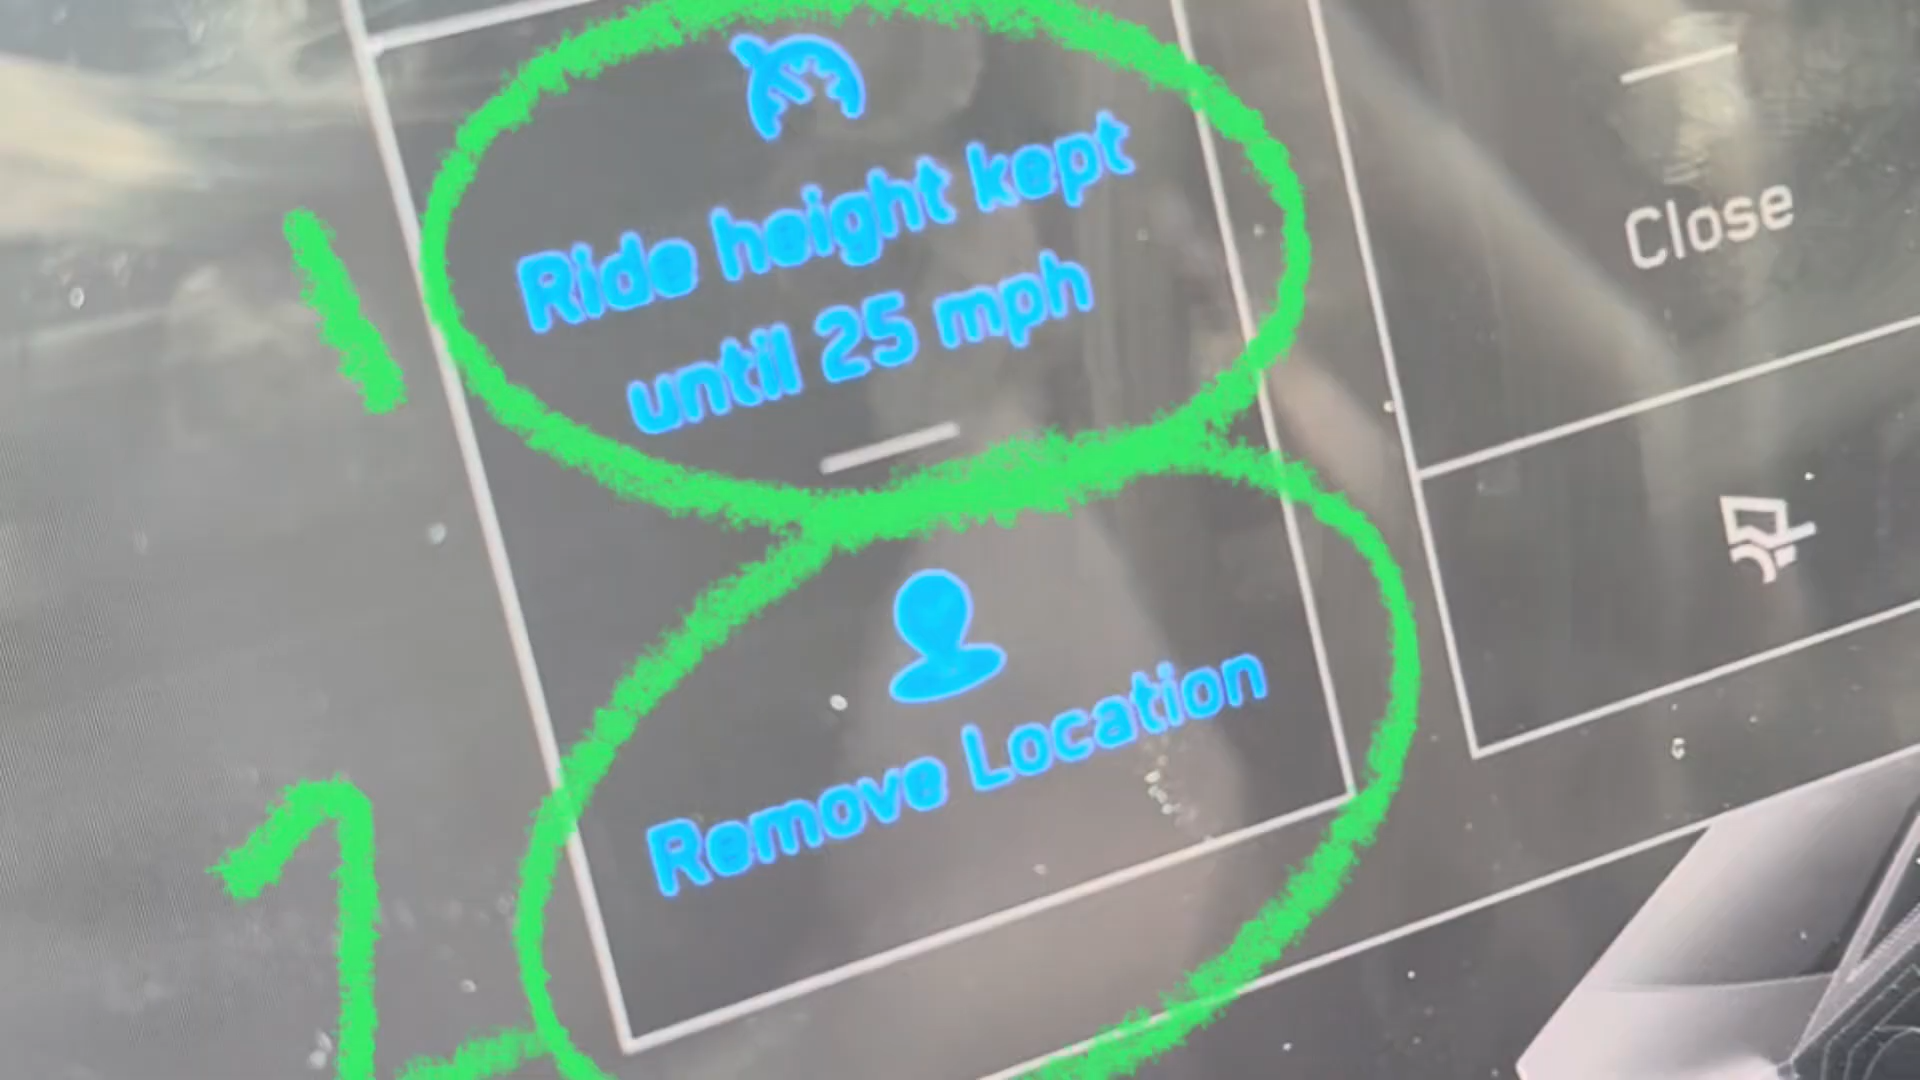 1
Ride height kept
until 25 mph
Close
2
Remove Location